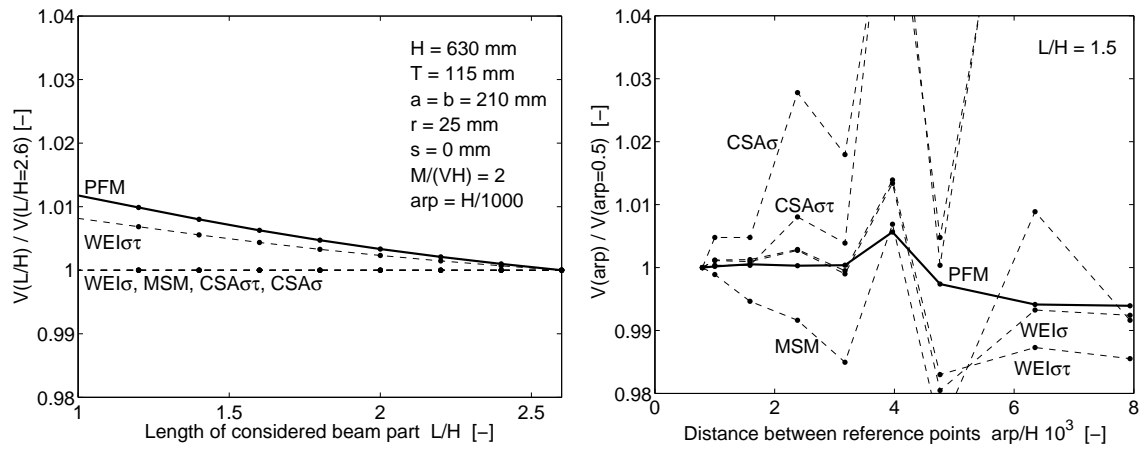 1.04
1.03
1.02
1.01
1
0.99
0.98
V(L/H) / V(L/H=2.6) [−]
H = 630 mm
T = 115 mm
a = b = 210 mm
r = 25 mm
s = 0 mm
M/(VH) = 2
arp = H/1000
PFM
WEIστ
WEIσ, MSM, CSAστ, CSAσ
1 1.5 2 2.5
Length of considered beam part L/H [−]
1.04
1.03
1.02
1.01
1
0.99
0.98
V(arp) / V(arp=0.5) [−]
L/H = 1.5
CSAσ
CSAστ
PFM
MSM
WEIσ
WEIστ
0 2 4 6 8
Distance between reference points arp/H 10³ [−]